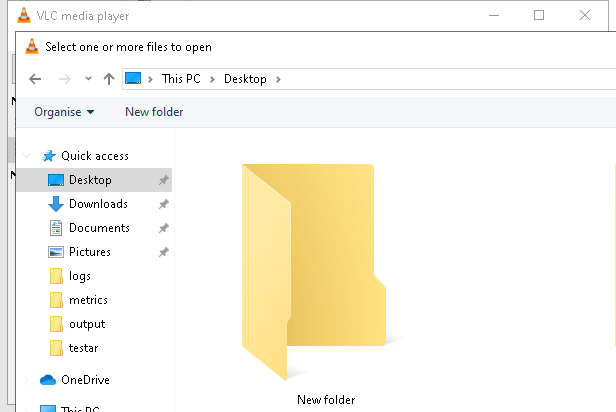 VLC media player
Select one or more files to open
This PC
Desktop
Organise
New folder
Quick access
Desktop
Downloads
Documents
Pictures
logs
metrics
output
testar
OneDrive
This PC
New folder